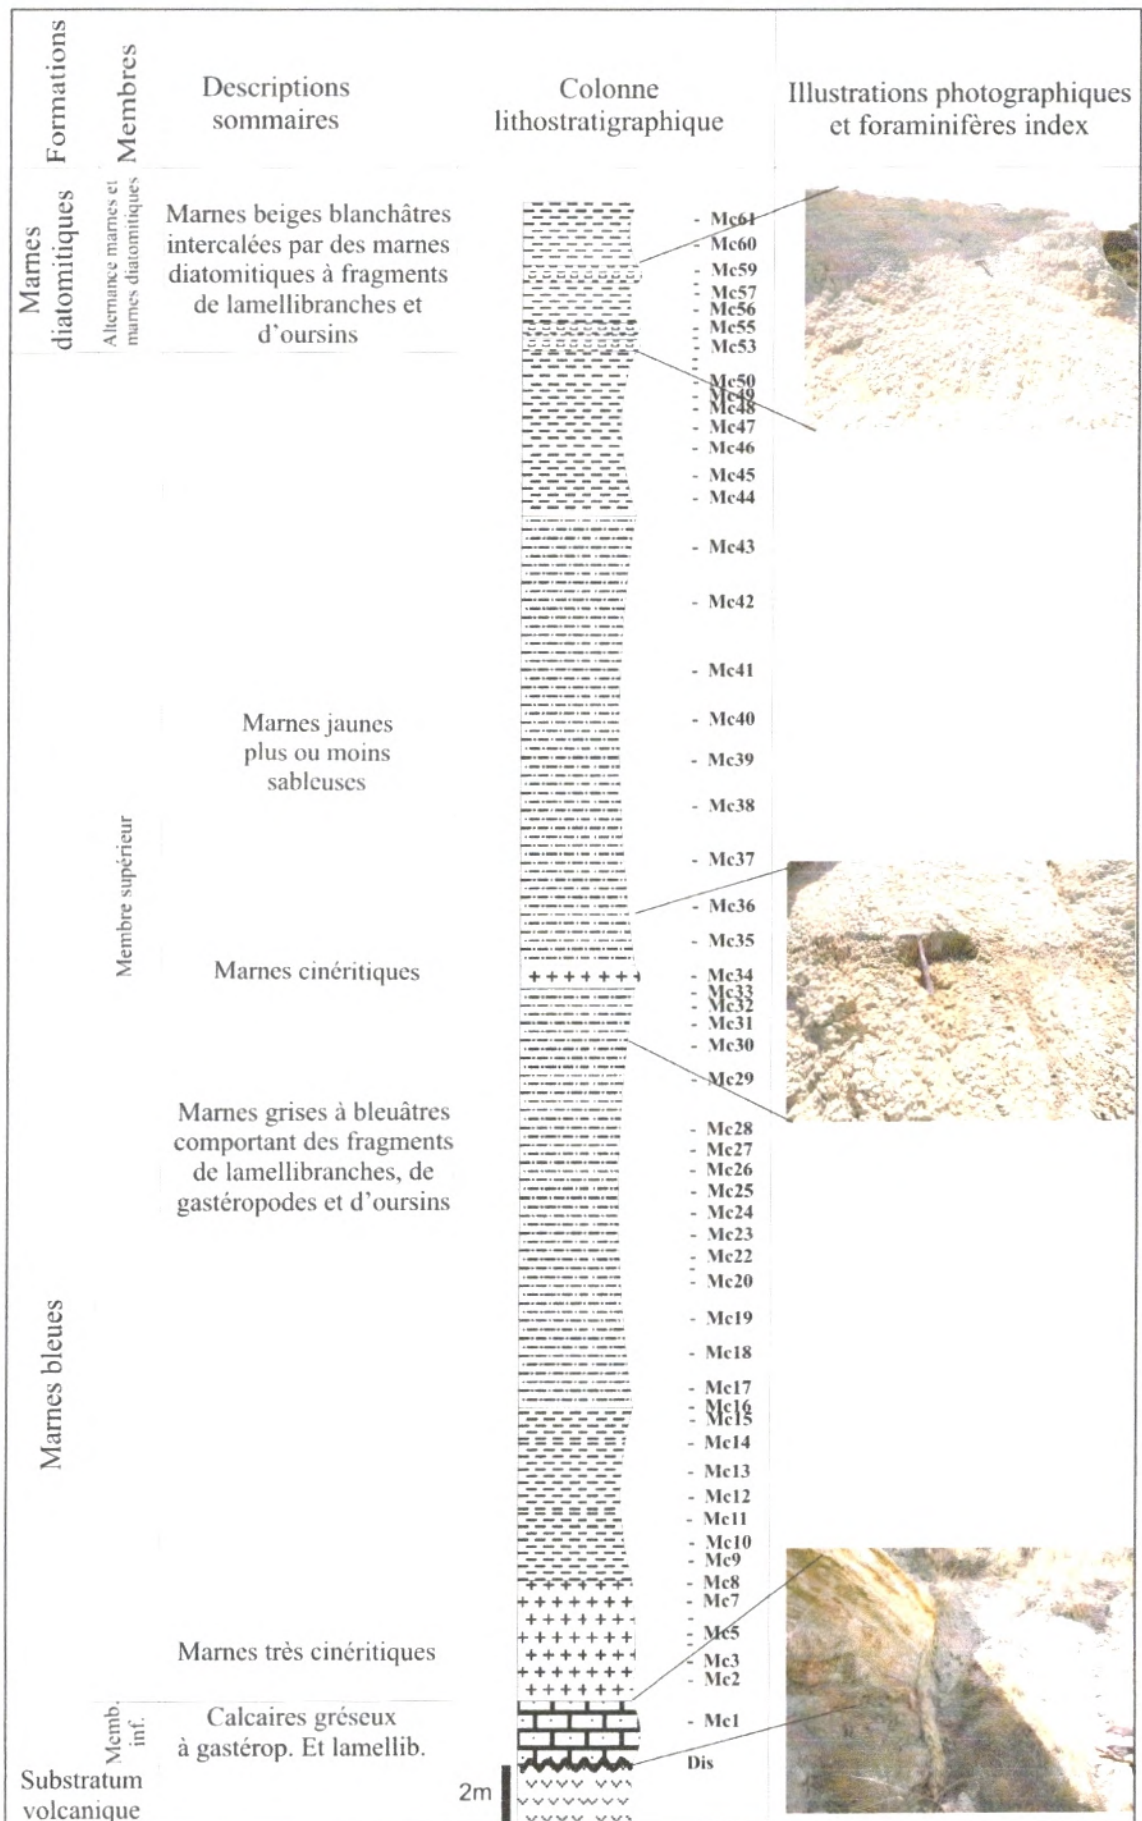 Formations
Membres
Descriptions
sommaires
Colonne
lithostratigraphique
Illustrations photographiques
et foraminifères index
Marnes
diatomitiques
Alternance marnes et
marnes diatomitiques
Marnes beiges blanchâtres
intercalées par des marnes
diatomitiques à fragments
de lamellibranches et
d'oursins
- Mc61
- Mc60
- Mc59
- Mc57
- Mc56
- Mc55
- Mc53
- Mc50
- Mc49
- Mc48
- Mc47
- Mc46
- Mc45
- Mc44
- Mc43
- Mc42
- Mc41
- Mc40
- Mc39
- Mc38
- Mc37
- Mc36
- Mc35
- Mc34
- Mc33
- Mc32
- Mc31
- Mc30
- Mc29
- Mc28
- Mc27
- Mc26
- Mc25
- Mc24
- Mc23
- Mc22
- Mc20
- Mc19
- Mc18
- Mc17
- Mc16
- Mc15
- Mc14
- Mc13
- Mc12
- Mc11
- Mc10
- Mc9
- Mc8
- Mc7
- Mc5
- Mc3
- Mc2
- Mc1
Dis
Marnes bleues
Membre supérieur
Marnes jaunes
plus ou moins
sableuses
Marnes cinéritiques
Marnes grises à bleuâtres
comportant des fragments
de lamellibranches, de
gastéropodes et d'oursins
Marnes très cinéritiques
Memb.
inf.
Calcaires gréseux
à gastérop. Et lamellib.
Substratum
volcanique
2m